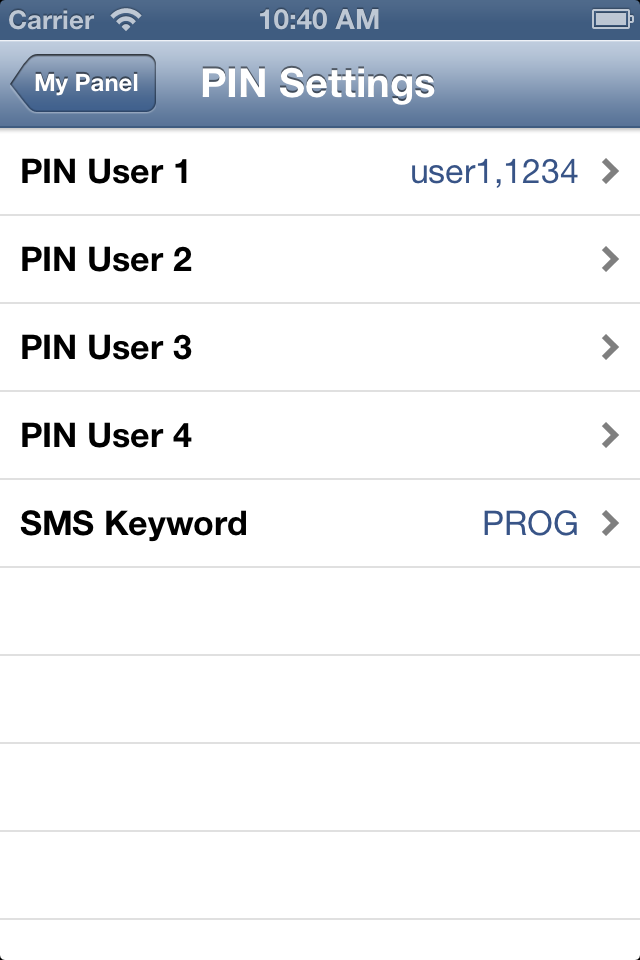 Carrier 10:40 AM
My Panel PIN Settings
PIN User 1 user1,1234
PIN User 2
PIN User 3
PIN User 4
SMS Keyword PROG